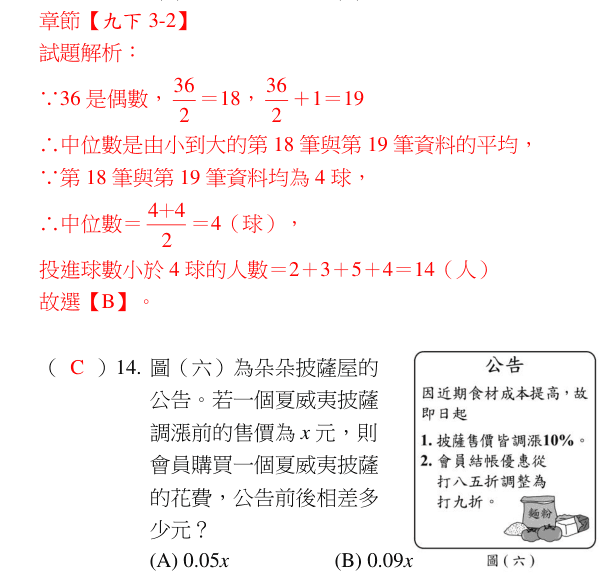 章節【九下 3-2】
試題解析：
∵36 是偶數，36/2＝18，36/2＋1＝19
∴中位數是由小到大的第 18 筆與第 19 筆資料的平均，
∵第 18 筆與第 19 筆資料均為 4 球，
∴中位數＝4+4/2＝4（球），
投進球數小於 4 球的人數＝2＋3＋5＋4＝14（人）
故選【B】。
（ C ）14. 圖（六）為朵朵披薩屋的
公告。若一個夏威夷披薩
調漲前的售價為 x 元，則
會員購買一個夏威夷披薩
的花費，公告前後相差多
少元？
(A) 0.05x (B) 0.09x
公告
因近期食材成本提高，故
即日起
1. 披薩售價皆調漲10%。
2. 會員結帳優惠從
打八五折調整為
打九折。
麵粉
圖(六)